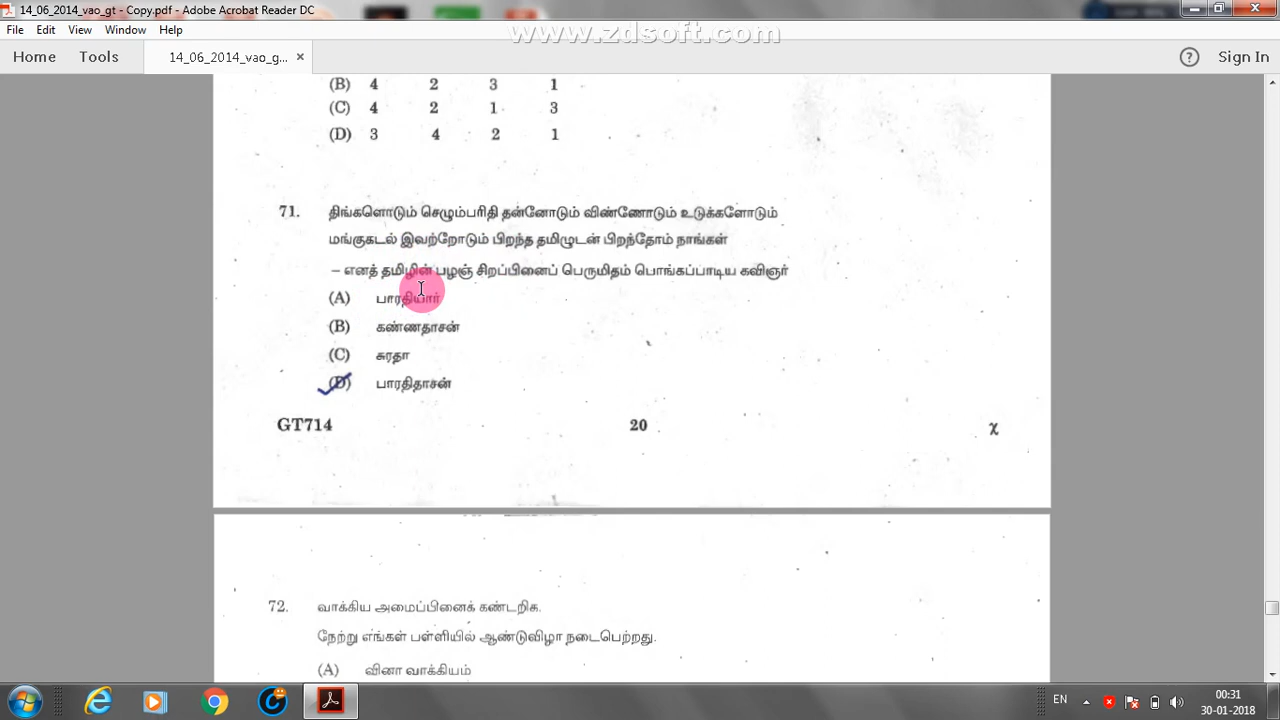 14_06_2014_vao_gt - Copy.pdf - Adobe Acrobat Reader DC
www.zdsoft.com
File Edit View Window Help
Home Tools 14_06_2014_vao_g... × Sign In
(B) 4 2 3 1
(C) 4 2 1 3
(D) 3 4 2 1
71. திங்களொடும் செழும்பரிதி தன்னோடும் விண்ணோடும் உடுக்களோடும்
மங்குகடல் இவற்றோடும் பிறந்த தமிழுடன் பிறந்தோம் நாங்கள்
– எனத் தமிழின் பழஞ் சிறப்பினைப் பெருமிதம் பொங்கப்பாடிய கவிஞர்
(A) பாரதியார்
(B) கண்ணதாசன்
(C) சுரதா
(D) பாரதிதாசன்
GT714 20 χ
72. வாக்கிய அமைப்பினைக் கண்டறிக.
நேற்று எங்கள் பள்ளியில் ஆண்டுவிழா நடைபெற்றது.
(A) வினா வாக்கியம்
EN 00:31
30-01-2018